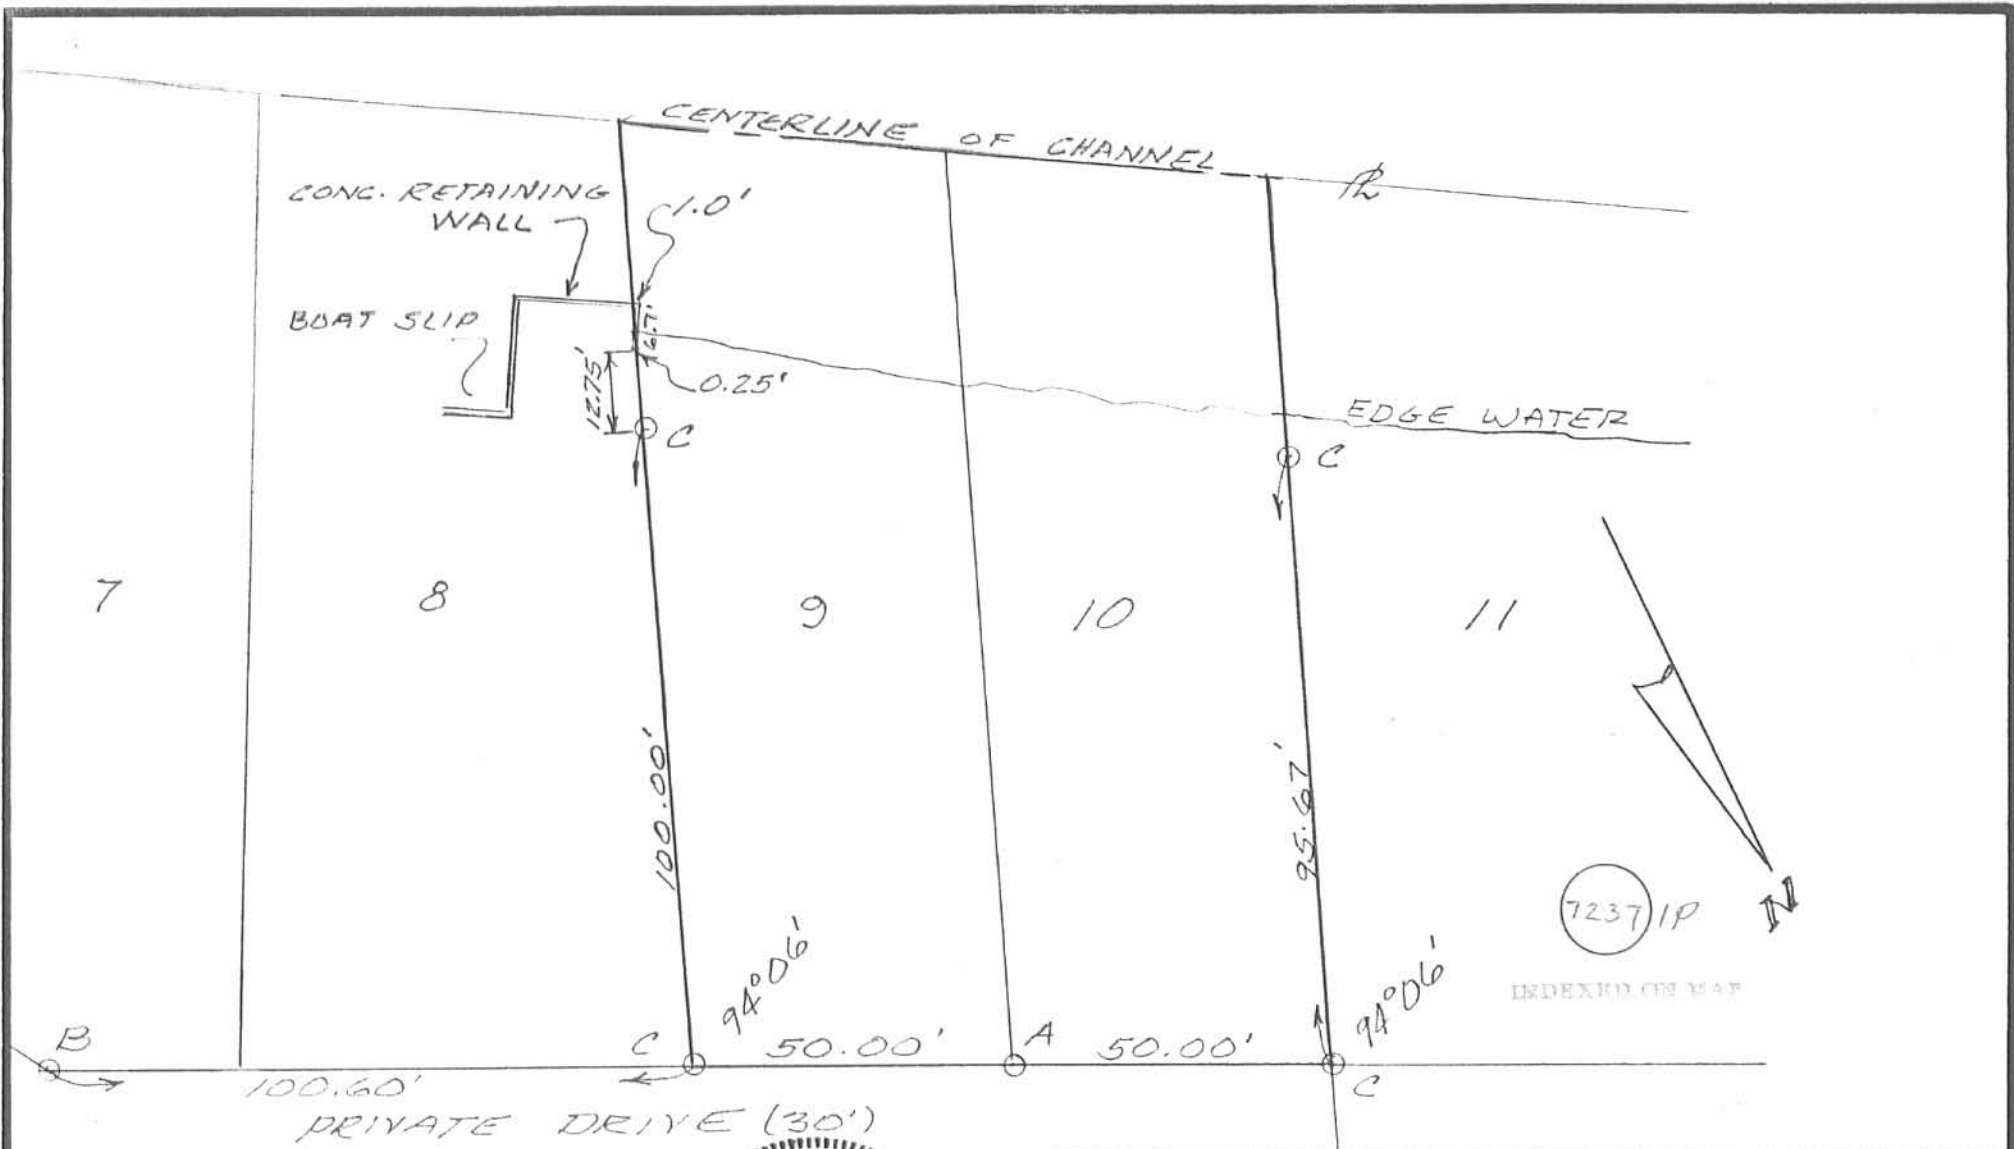 CENTERLINE OF CHANNEL
CONC. RETAINING
WALL
1.0'
BOAT SLIP
6.7'
12.75'
0.25'
C
EDGE WATER
C
7
8
9
10
11
100.00'
95.67'
7237 IP
N
INDEXED ON MAP
94°06'
94°06'
B
C
50.00'
A
50.00'
C
100.60'
PRIVATE DRIVE (30')